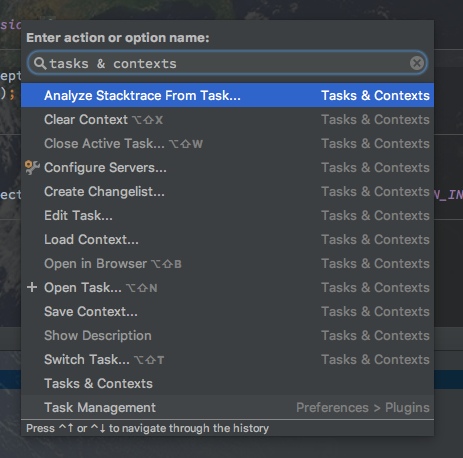 sio
Enter action or option name:
tasks & contexts
ept
);
Analyze Stacktrace From Task... Tasks & Contexts
Clear Context ⌥⇧X Tasks & Contexts
Close Active Task... ⌥⇧W Tasks & Contexts
Configure Servers... Tasks & Contexts
Create Changelist... Tasks & Contexts
ect N_IN
Edit Task... Tasks & Contexts
Load Context... Tasks & Contexts
Open in Browser ⌥⇧B Tasks & Contexts
Open Task... ⌥⇧N Tasks & Contexts
Save Context... Tasks & Contexts
Show Description Tasks & Contexts
Switch Task... ⌥⇧T Tasks & Contexts
Tasks & Contexts
Task Management Preferences > Plugins
Press ^↑ or ^↓ to navigate through the history